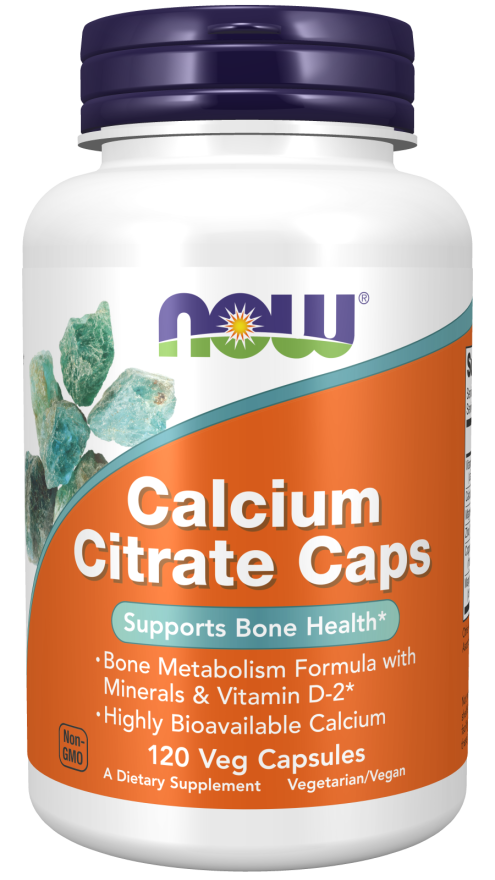 NOW®
Calcium
Citrate Caps
Supports Bone Health*
•Bone Metabolism Formula with
Minerals & Vitamin D-2*
•Highly Bioavailable Calcium
Non-
GMO
120 Veg Capsules
A Dietary Supplement Vegetarian/Vegan